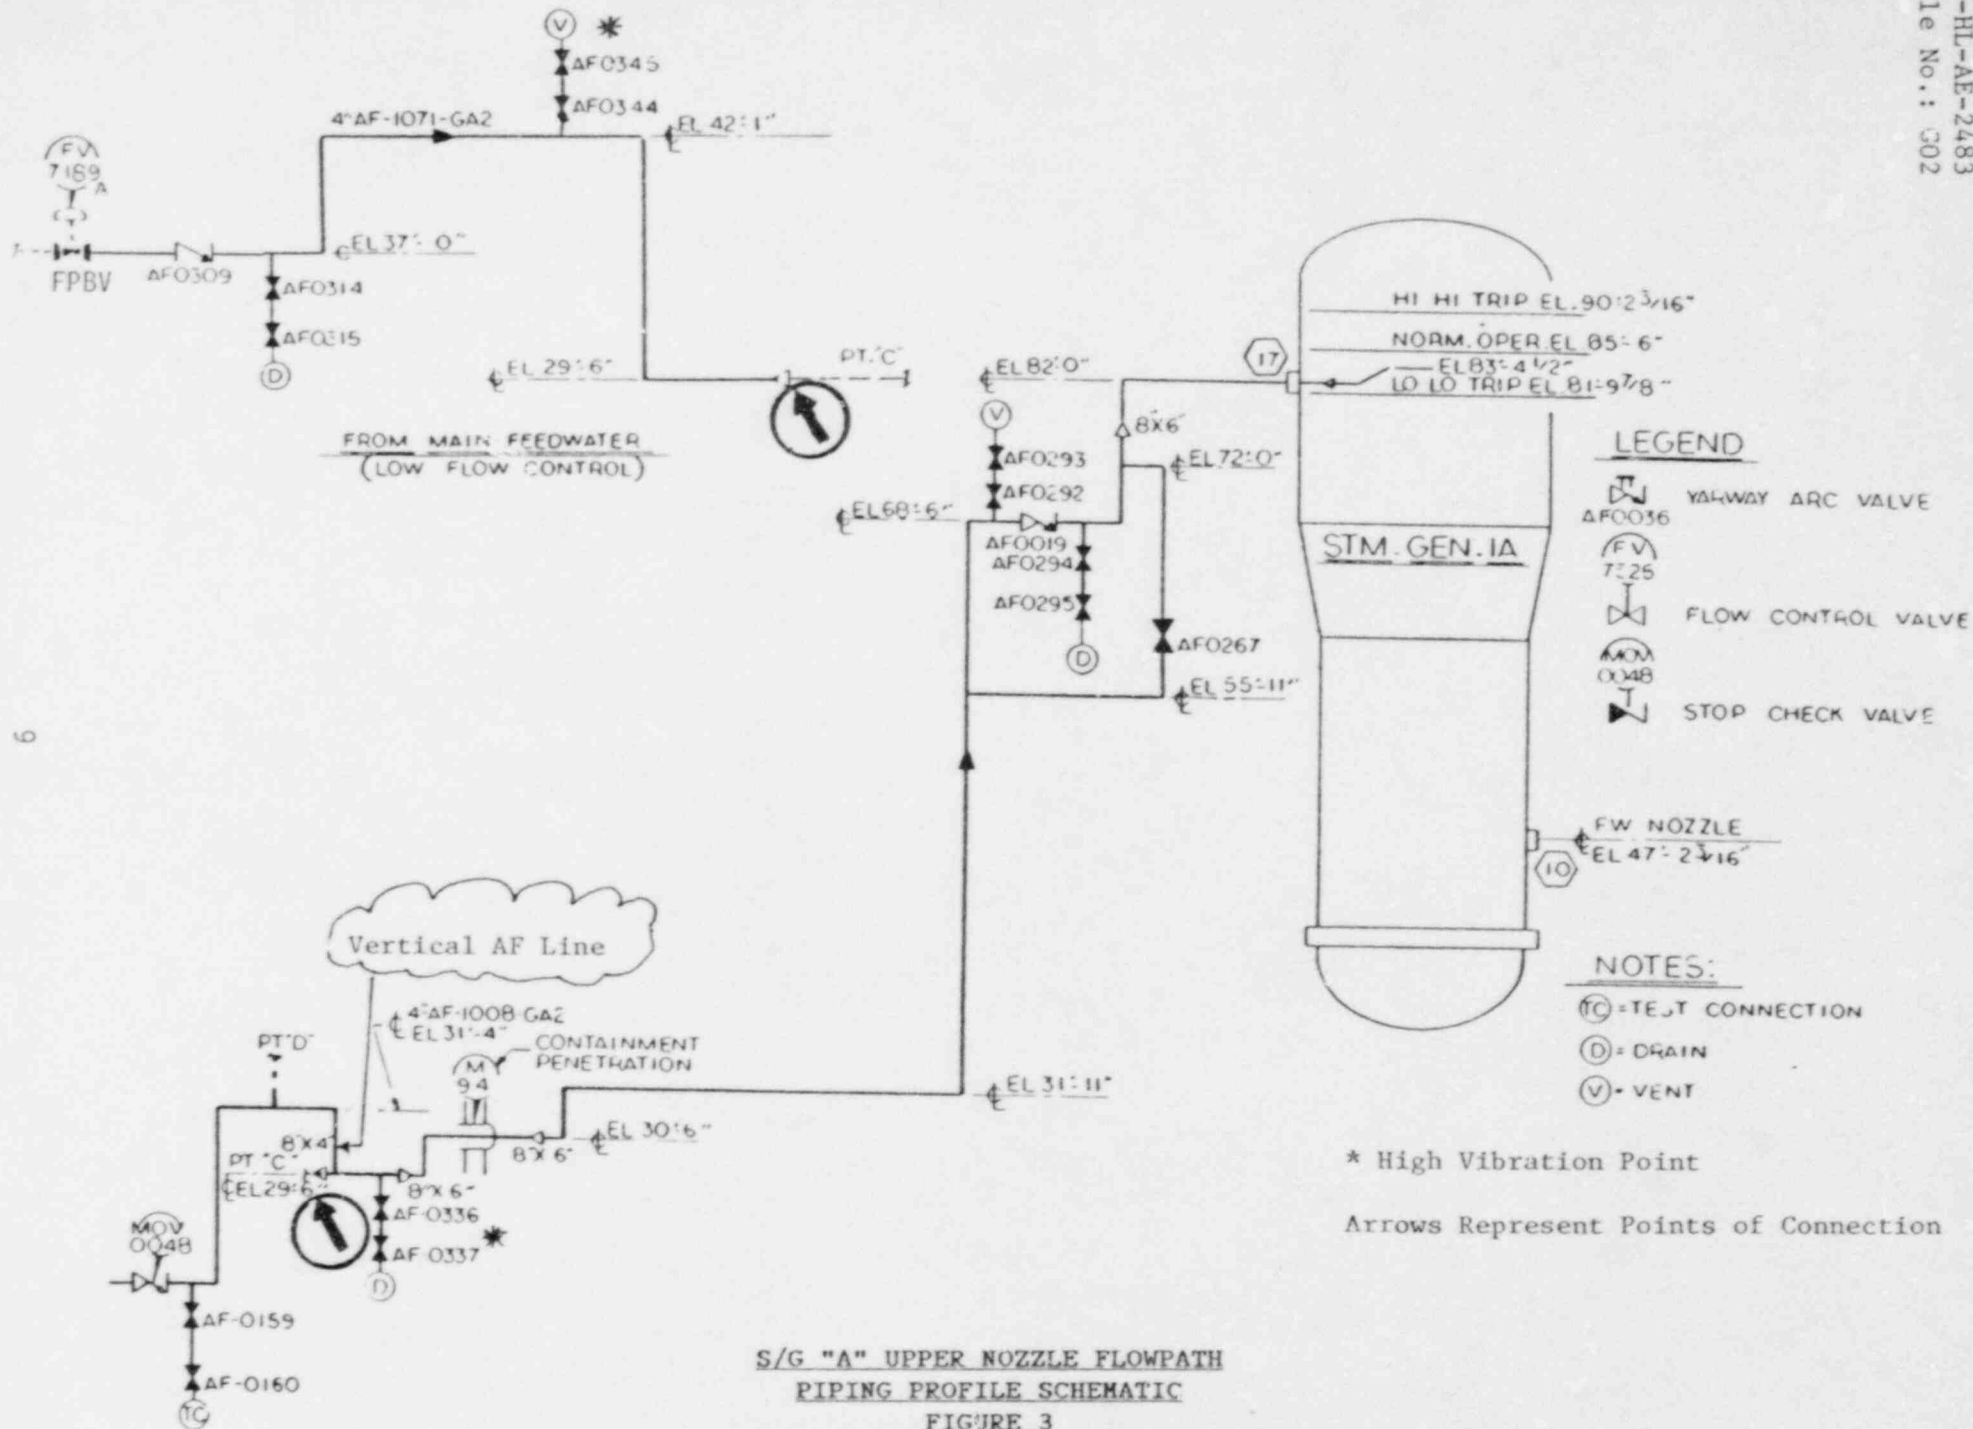 -HL-AE-2483
le No.: G02
V *
AF0345
AF0344
4"AF-1071-GA2
EL 42'-1"
FV
7189
A
FPBV
AF0309
EL 37'-0"
AF0314
AF0315
D
EL 29'-6"
PT."C"
FROM MAIN FEEDWATER
(LOW FLOW CONTROL)
EL 82'-0"
17
V
AF0293
AF0292
8"X6"
EL 72'-0"
EL 68'-6"
AF0019
AF0294
AF0295
D
AF0267
EL 55'-11"
HI HI TRIP EL. 90'-2 3/16"
NORM. OPER. EL 85'-6"
EL 83'-4 1/2"
LO LO TRIP EL. 81'-9 7/8"
STM. GEN. 1A
FW NOZZLE
EL 47'-2 3/16"
10
LEGEND
YARWAY ARC VALVE
AF0036
FV
FLOW CONTROL VALVE
MOV
0048
STOP CHECK VALVE
NOTES:
TC = TEST CONNECTION
D = DRAIN
V = VENT
9
Vertical AF Line
4"AF-1008-GA2
EL 31'-4"
PT"D"
CONTAINMENT
PENETRATION
M
94
EL 31'-11"
8"X4"
EL 30'-6"
8"X6"
PT."C"
EL 29'-6"
8"X6"
AF-0336
AF-0337 *
D
MOV
0048
AF-0159
AF-0160
TC
* High Vibration Point
Arrows Represent Points of Connection
S/G "A" UPPER NOZZLE FLOWPATH
PIPING PROFILE SCHEMATIC
FIGURE 3